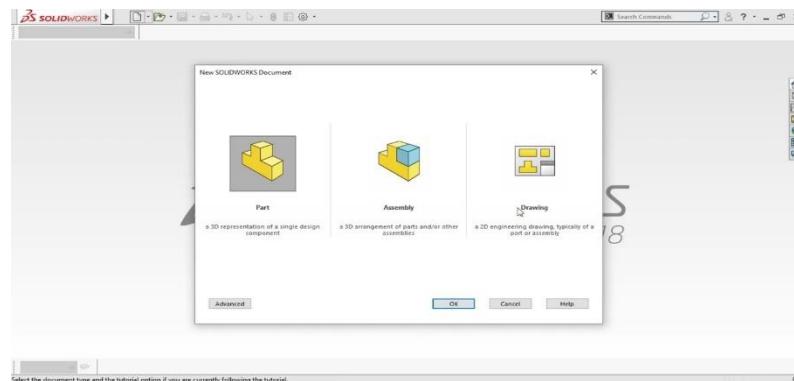 SOLIDWORKS
Search Commands
New SOLIDWORKS Document
Part
a 3D representation of a single design
component
Assembly
a 3D arrangement of parts and/or other
assemblies
Drawing
a 2D engineering drawing, typically of a
part or assembly
S
18
Advanced
OK
Cancel
Help
Select the document type and the tutorial option if you are currently following the tutorial.